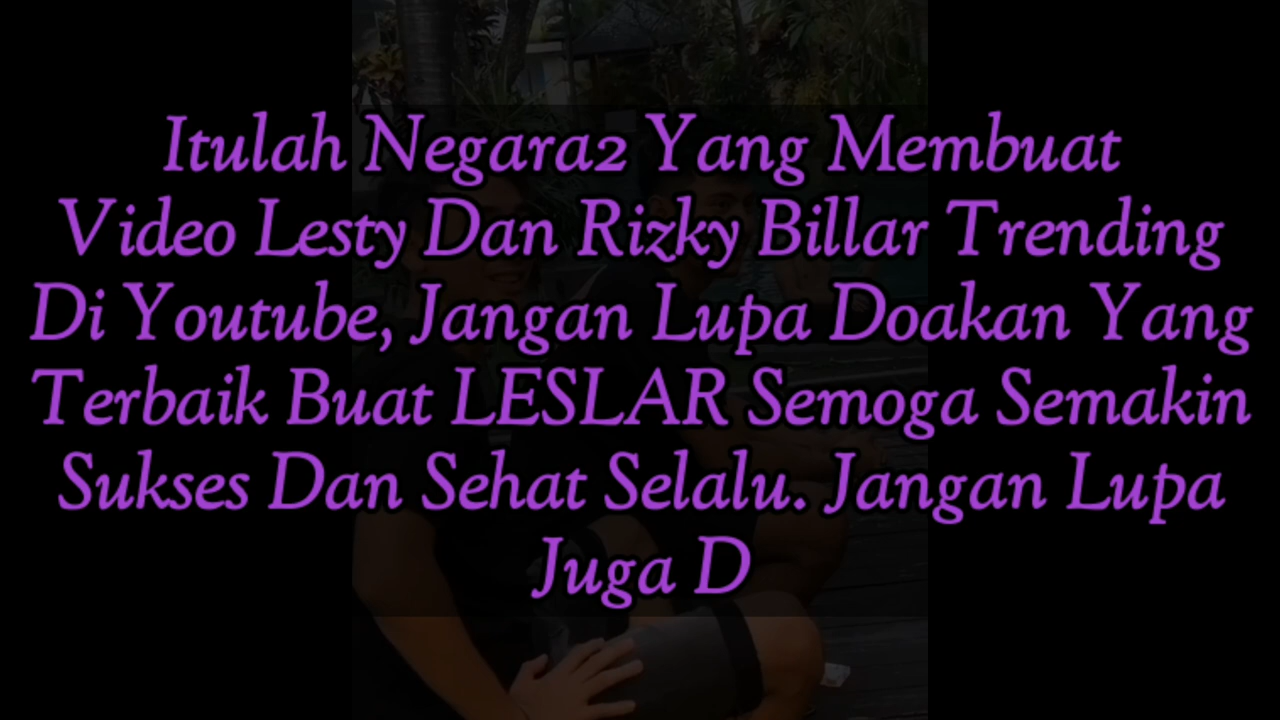 Itulah Negara2 Yang Membuat
Video Lesty Dan Rizky Billar Trending
Di Youtube, Jangan Lupa Doakan Yang
Terbaik Buat LESLAR Semoga Semakin
Sukses Dan Sehat Selalu. Jangan Lupa
Juga D